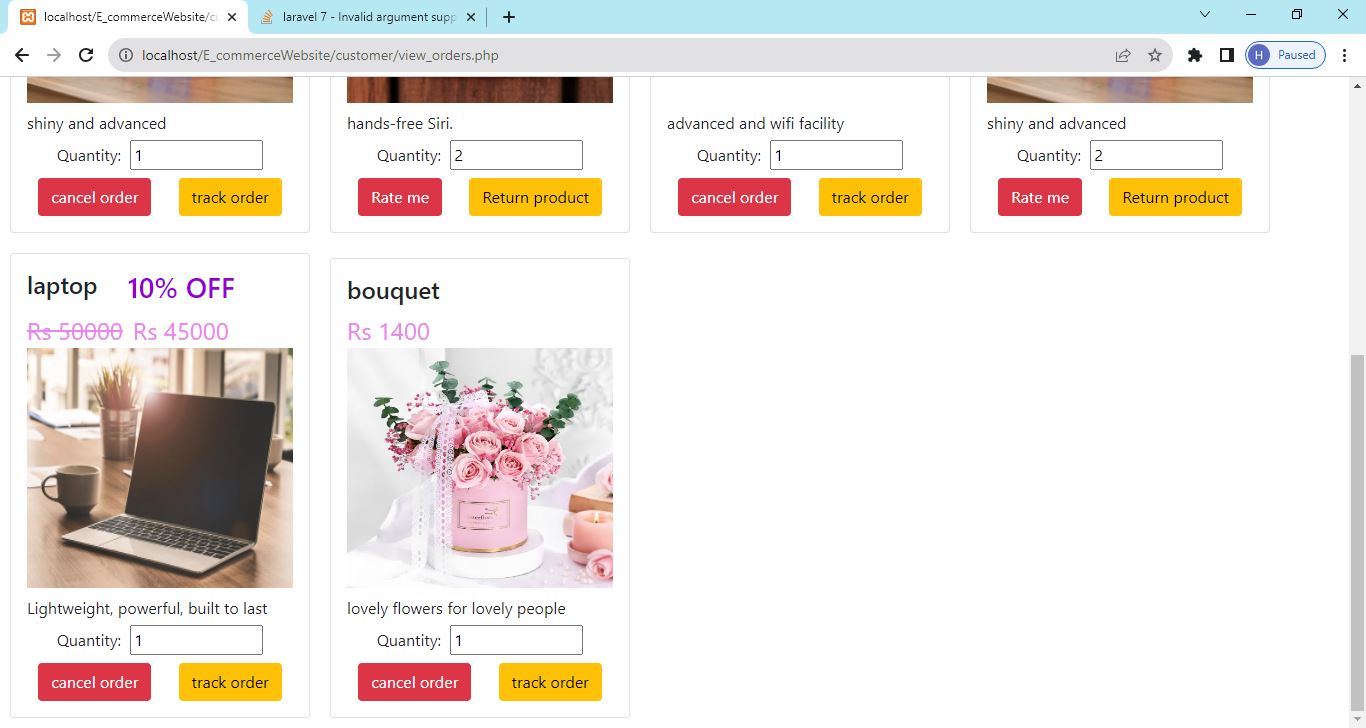 localhost/E_commerceWebsite/cu
laravel 7 - Invalid argument supp
localhost/E_commerceWebsite/customer/view_orders.php
H Paused
shiny and advanced
Quantity: 1
cancel order track order
hands-free Siri.
Quantity: 2
Rate me Return product
advanced and wifi facility
Quantity: 1
cancel order track order
shiny and advanced
Quantity: 2
Rate me Return product
laptop 10% OFF
Rs 50000 Rs 45000
Lightweight, powerful, built to last
Quantity: 1
cancel order track order
bouquet
Rs 1400
lovely flowers for lovely people
Quantity: 1
cancel order track order